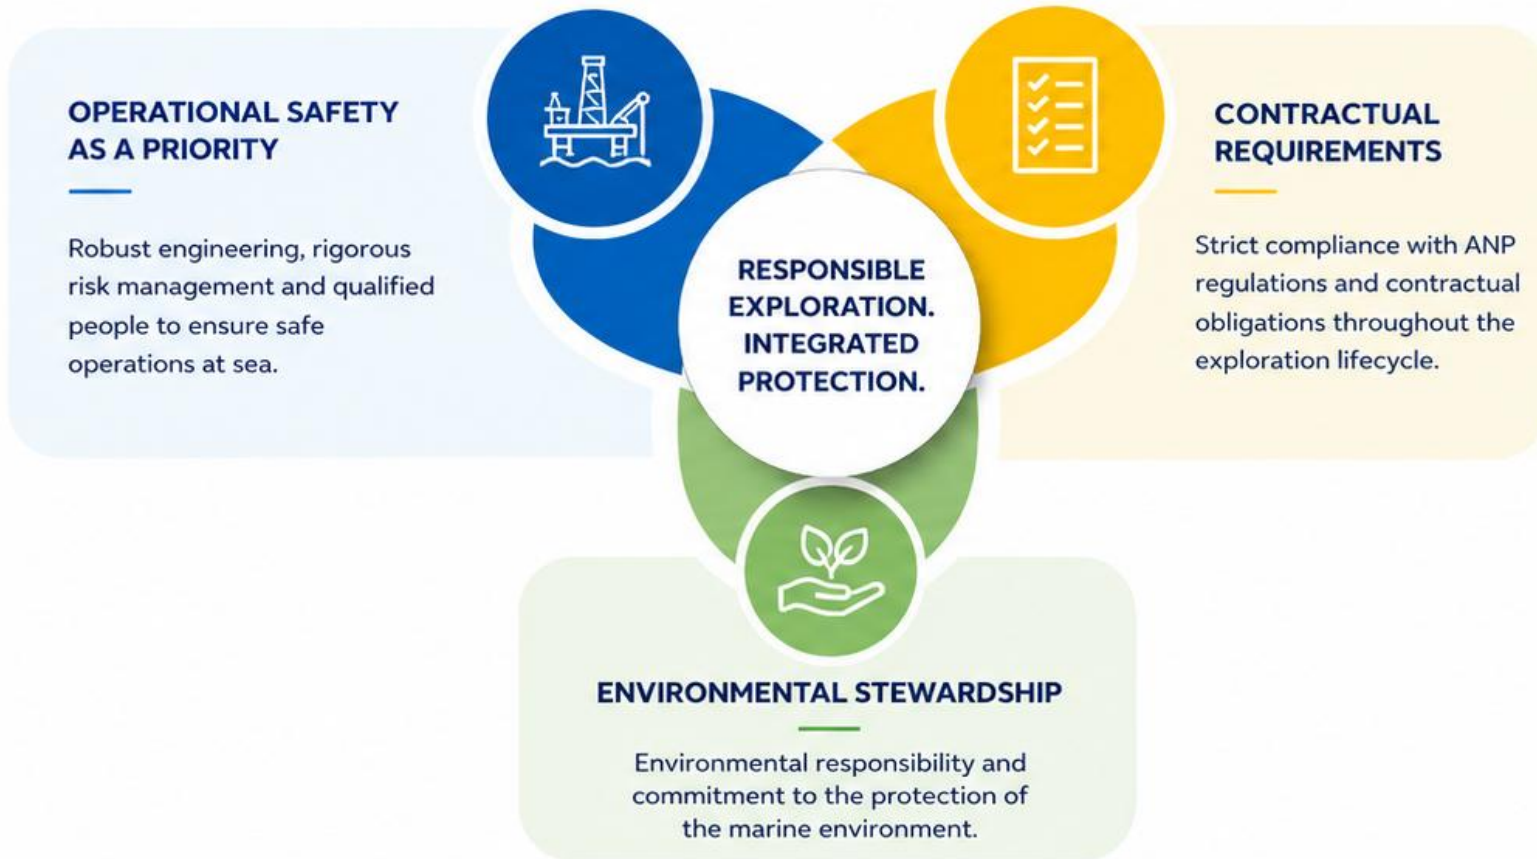 OPERATIONAL SAFETY
AS A PRIORITY
Robust engineering, rigorous
risk management and qualified
people to ensure safe
operations at sea.
RESPONSIBLE
EXPLORATION.
INTEGRATED
PROTECTION.
CONTRACTUAL
REQUIREMENTS
Strict compliance with ANP
regulations and contractual
obligations throughout the
exploration lifecycle.
ENVIRONMENTAL STEWARDSHIP
Environmental responsibility and
commitment to the protection of
the marine environment.